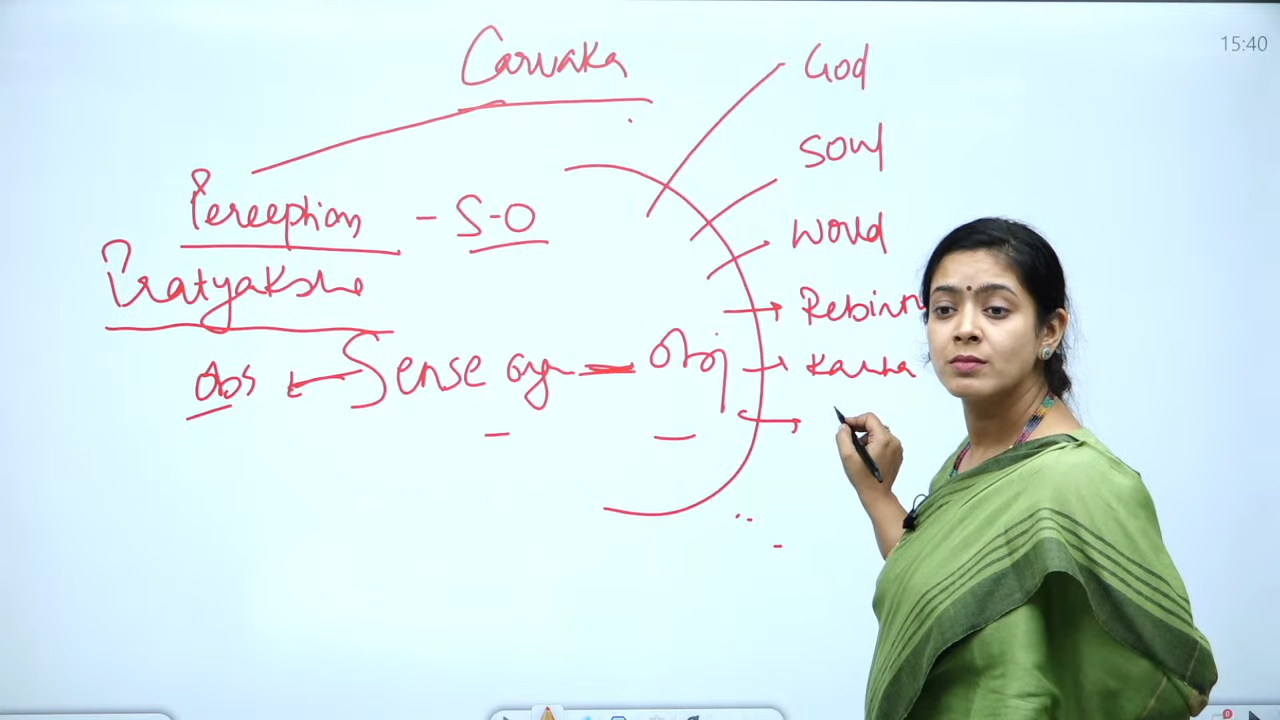 15:40
Carvaka
God
Soul
Perception - S-O
World
Pratyaksha
Rebirth
Obs Sense org Obj
Karma